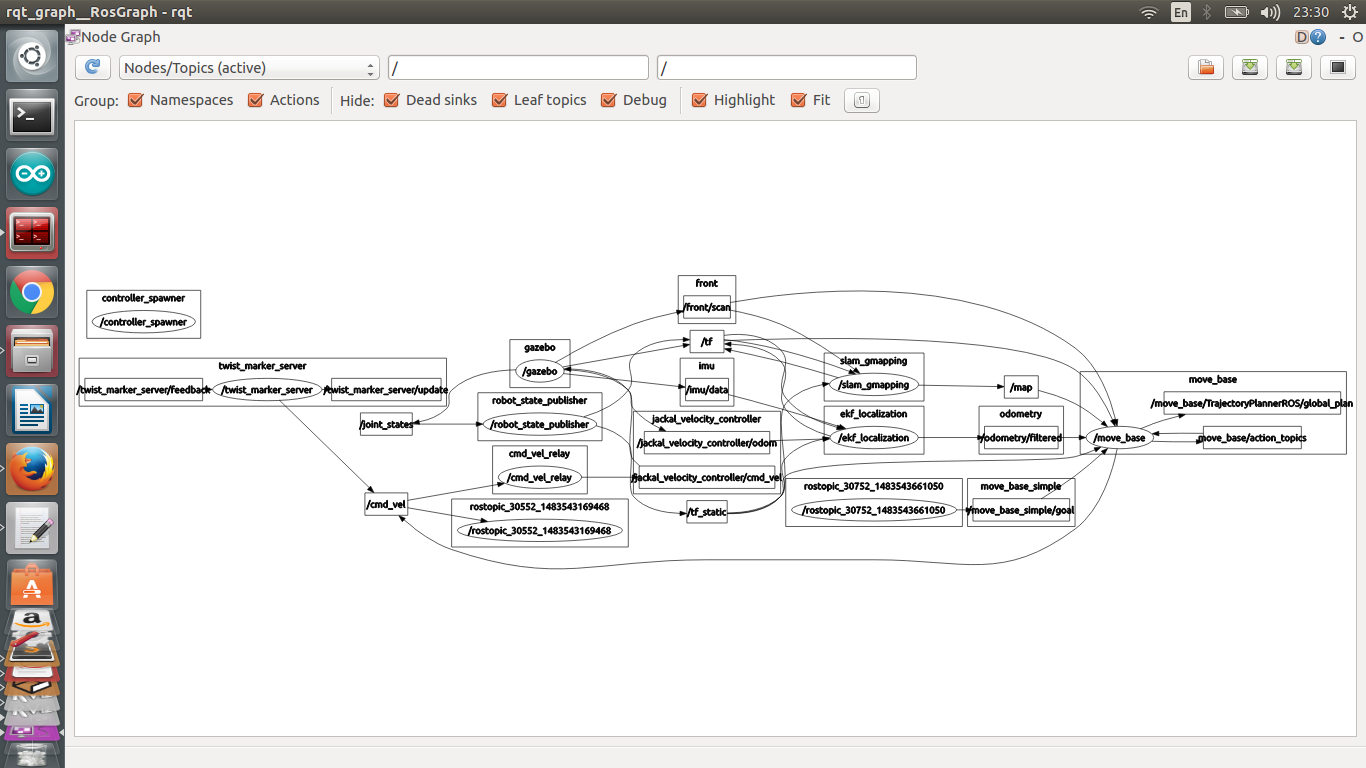 rqt_graph__RosGraph - rqt
En
23:30
Node Graph
D
- O
Nodes/Topics (active)
/
/
Group: Namespaces Actions Hide: Dead sinks Leaf topics Debug Highlight Fit
front
/front/scan
controller_spawner
/controller_spawner
/tf
gazebo
/gazebo
imu
/imu/data
slam_gmapping
/slam_gmapping
/map
twist_marker_server
/twist_marker_server/feedback
/twist_marker_server
/twist_marker_server/update
move_base
/move_base/TrajectoryPlannerROS/global_plan
/move_base
/move_base/action_topics
robot_state_publisher
/robot_state_publisher
/joint_states
jackal_velocity_controller
/jackal_velocity_controller/odom
/jackal_velocity_controller/cmd_vel
ekf_localization
/ekf_localization
odometry
/odometry/filtered
cmd_vel_relay
/cmd_vel_relay
/cmd_vel
rostopic_30552_1483543169468
/rostopic_30552_1483543169468
/tf_static
rostopic_30752_1483543661050
/rostopic_30752_1483543661050
move_base_simple
/move_base_simple/goal